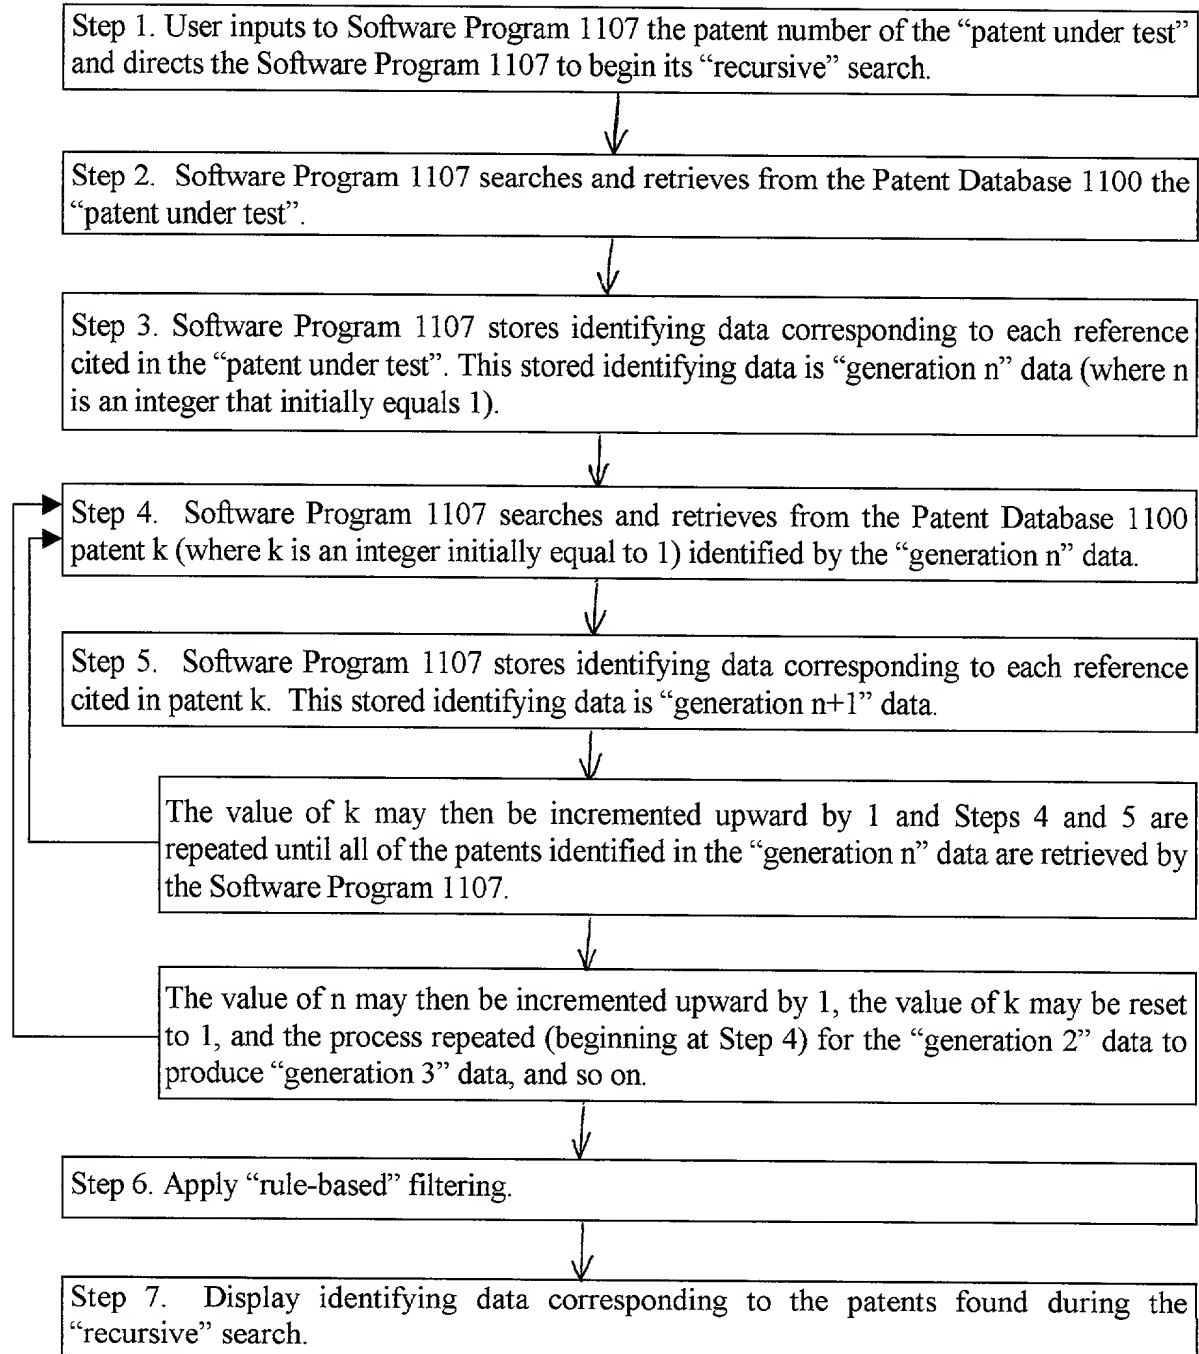 Step 1. User inputs to Software Program 1107 the patent number of the “patent under test”
and directs the Software Program 1107 to begin its “recursive” search.
Step 2. Software Program 1107 searches and retrieves from the Patent Database 1100 the
“patent under test”.
Step 3. Software Program 1107 stores identifying data corresponding to each reference
cited in the “patent under test”. This stored identifying data is “generation n” data (where n
is an integer that initially equals 1).
Step 4. Software Program 1107 searches and retrieves from the Patent Database 1100
patent k (where k is an integer initially equal to 1) identified by the “generation n” data.
Step 5. Software Program 1107 stores identifying data corresponding to each reference
cited in patent k. This stored identifying data is “generation n+1” data.
The value of k may then be incremented upward by 1 and Steps 4 and 5 are
repeated until all of the patents identified in the “generation n” data are retrieved by
the Software Program 1107.
The value of n may then be incremented upward by 1, the value of k may be reset
to 1, and the process repeated (beginning at Step 4) for the “generation 2” data to
produce “generation 3” data, and so on.
Step 6. Apply “rule-based” filtering.
Step 7. Display identifying data corresponding to the patents found during the
“recursive” search.